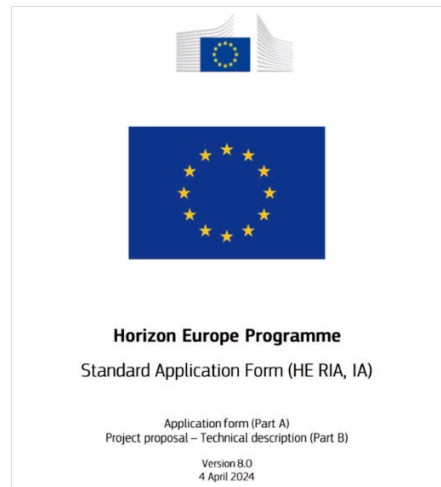 Horizon Europe Programme
Standard Application Form (HE RIA, IA)
Application form (Part A)
Project proposal – Technical description (Part B)
Version 8.0
4 April 2024